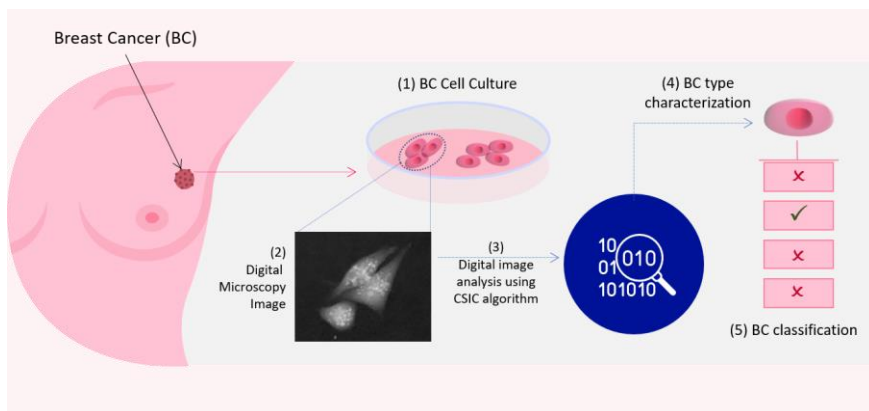 Breast Cancer (BC)
(1) BC Cell Culture
(2)
Digital
Microscopy
Image
(3)
Digital image
analysis using
CSIC algorithm
10
01
010
101010
(4) BC type
characterization
(5) BC classification